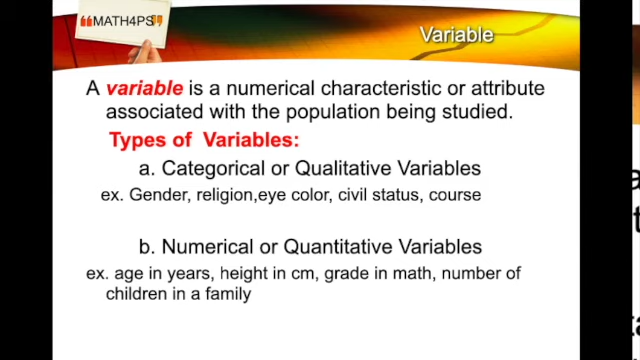 MATH4PS
Variable
A variable is a numerical characteristic or attribute
associated with the population being studied.
Types of Variables:
a. Categorical or Qualitative Variables
ex. Gender, religion,eye color, civil status, course
b. Numerical or Quantitative Variables
ex. age in years, height in cm, grade in math, number of
children in a family